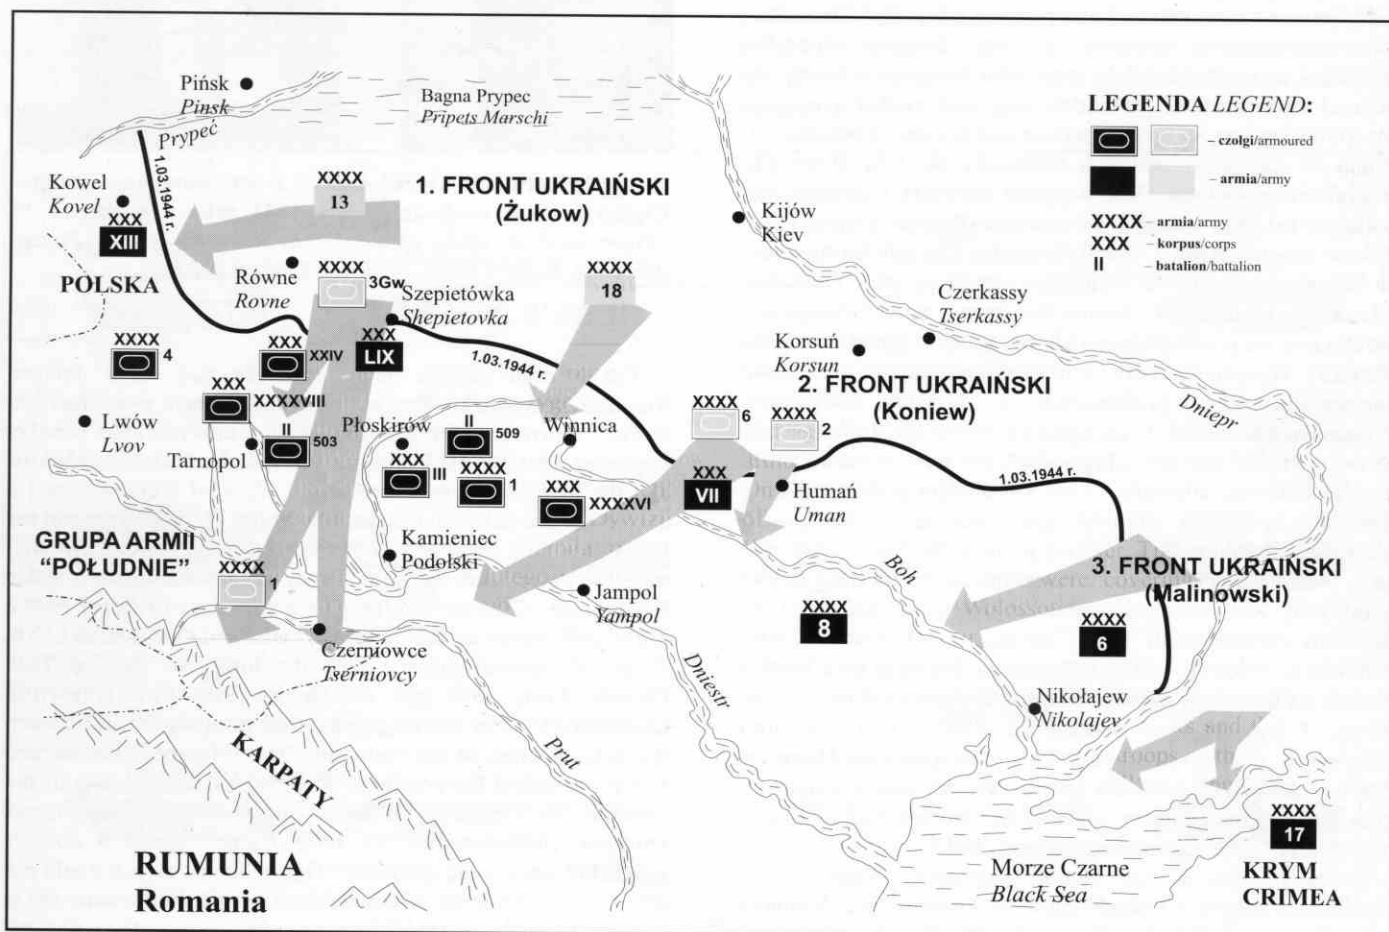 Pińsk
Pinsk
Prypeć
Bagna Prypec
Pripets Marschi
LEGENDA LEGEND:
– czołgi/armoured
– armia/army
XXXX – armia/army
XXX – korpus/corps
II – batalion/battalion
1.03.1944 r.
Kowel
Kovel
XXX
XIII
POLSKA
XXXX
13
1. FRONT UKRAIŃSKI
(Żukow)
Kijów
Kiev
Równe
Rovne
XXXX
3Gw
Szepietówka
Shepietovka
XXX
LIX
XXXX
18
1.03.1944 r.
Czerkassy
Tserkassy
Korsuń
Korsun
Dniepr
XXXX
4
XXX
XXIV
XXX
XXXXVIII
II
503
Lwów
Lvov
Tarnopol
Płoskirów
II
509
Winnica
XXX
III
XXXX
1
XXX
XXXXVI
2. FRONT UKRAIŃSKI
(Koniew)
XXXX
6
XXXX
2
XXX
VII
Humań
Uman
1.03.1944 r.
GRUPA ARMII
“POŁUDNIE”
XXXX
1
Kamieniec
Podolski
Jampol
Yampol
Boh
3. FRONT UKRAIŃSKI
(Malinowski)
XXXX
8
XXXX
6
Czerniowce
Tserniovcy
Dniestr
Prut
Nikołajew
Nikolajev
KARPATY
RUMUNIA
Romania
Morze Czarne
Black Sea
XXXX
17
KRYM
CRIMEA